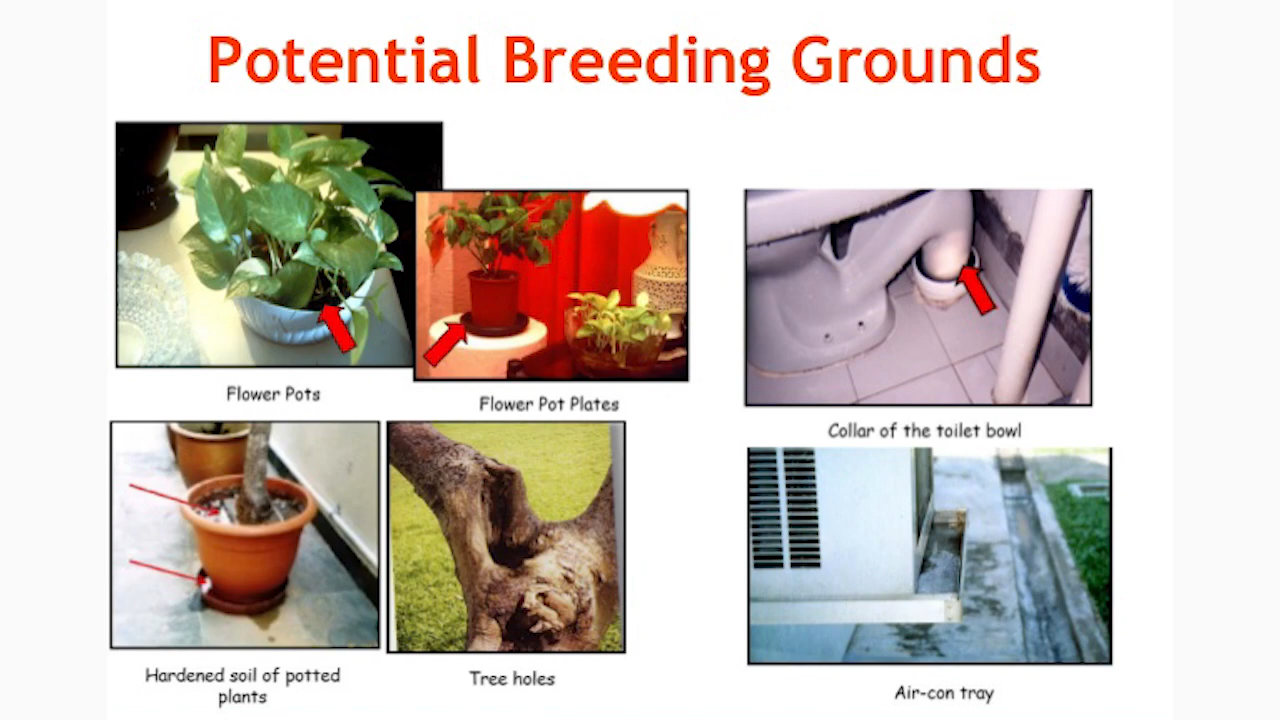 Potential Breeding Grounds
Flower Pots
Flower Pot Plates
Collar of the toilet bowl
Hardened soil of potted
plants
Tree holes
Air-con tray